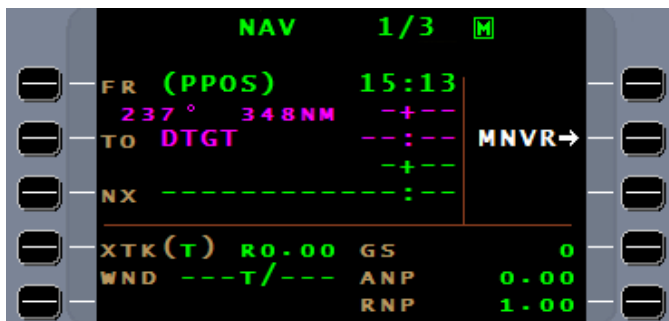 NAV 1/3 M
FR (PPOS) 15:13
237° 348NM -+--
TO DTGT --:-- MNVR→
-+--
NX ------------:--
XTK(T) R0.00 GS 0
WND ---T/--- ANP 0.00
RNP 1.00